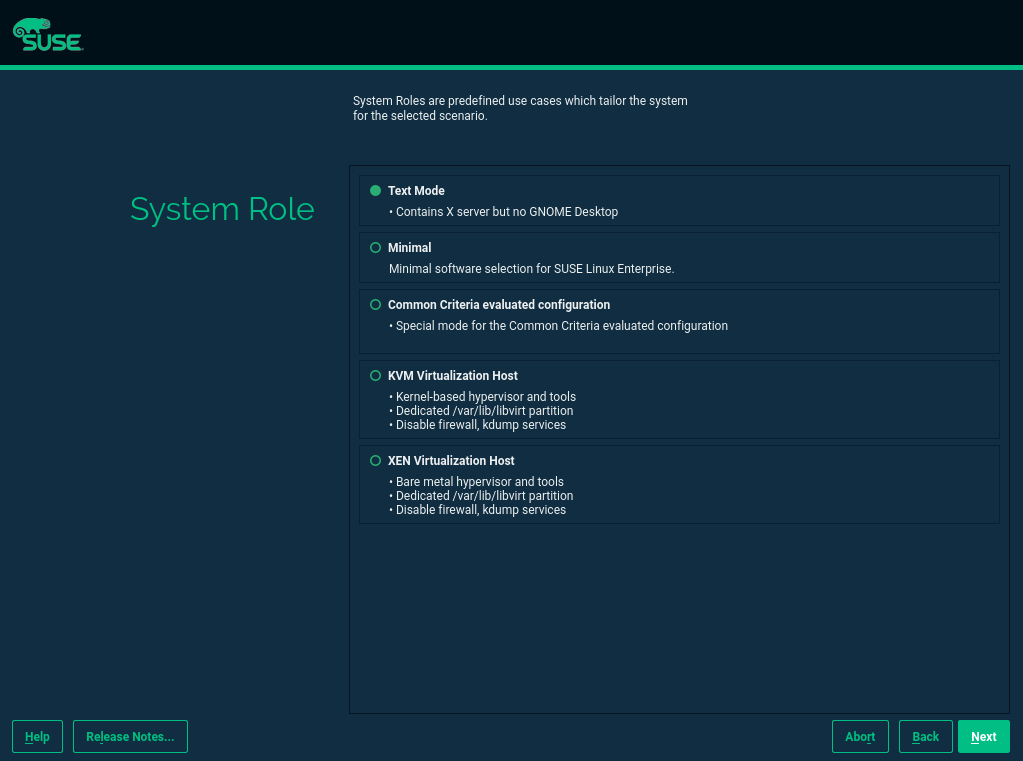 SUSE
System Roles are predefined use cases which tailor the system
for the selected scenario.
System Role
Text Mode
• Contains X server but no GNOME Desktop
Minimal
Minimal software selection for SUSE Linux Enterprise.
Common Criteria evaluated configuration
• Special mode for the Common Criteria evaluated configuration
KVM Virtualization Host
• Kernel-based hypervisor and tools
• Dedicated /var/lib/libvirt partition
• Disable firewall, kdump services
XEN Virtualization Host
• Bare metal hypervisor and tools
• Dedicated /var/lib/libvirt partition
• Disable firewall, kdump services
Help Release Notes... Abort Back Next